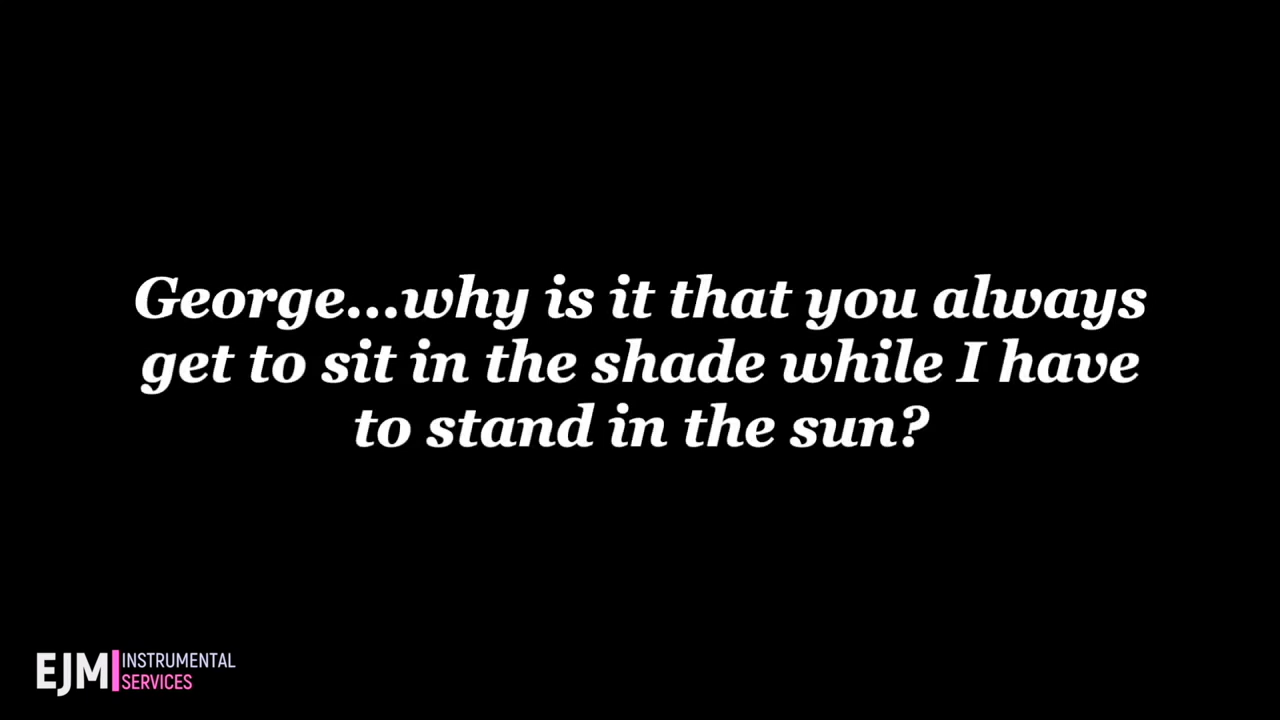 George...why is it that you always
get to sit in the shade while I have
to stand in the sun?
EJM
INSTRUMENTAL
SERVICES